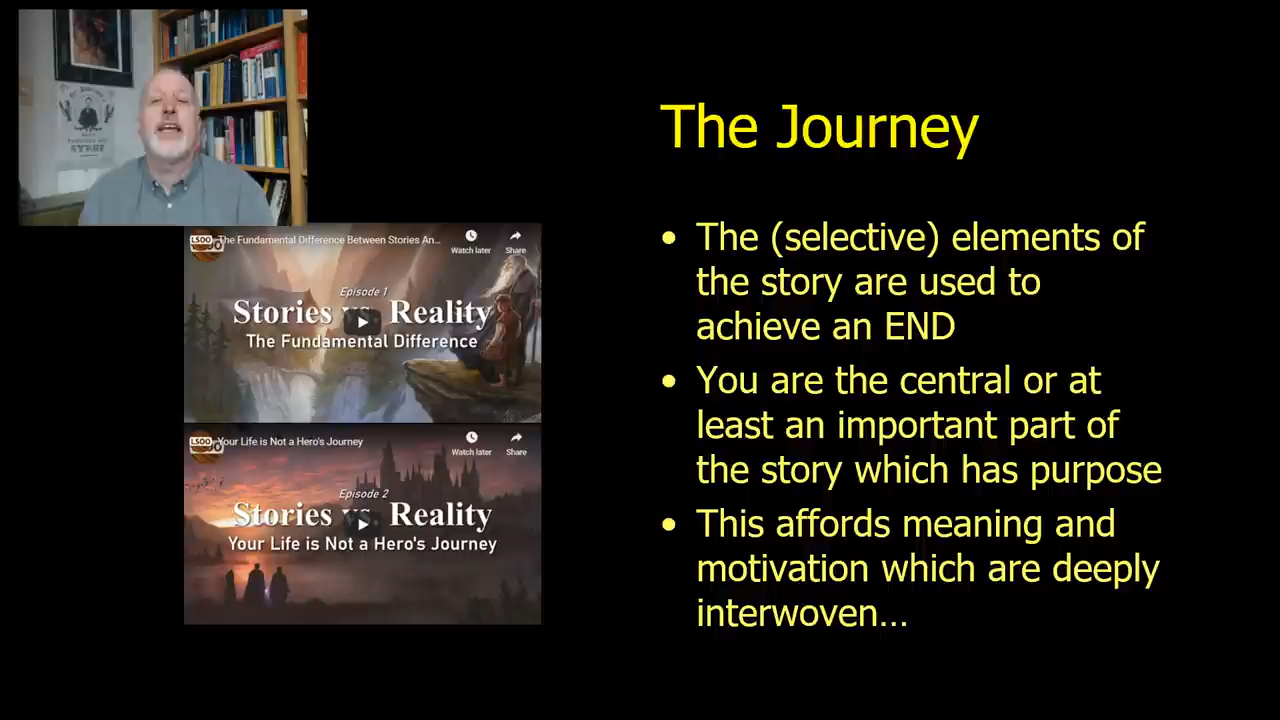 The Journey
• The (selective) elements of
the story are used to
achieve an END
• You are the central or at
least an important part of
the story which has purpose
• This affords meaning and
motivation which are deeply
interwoven...
LSOO
The Fundamental Difference Between Stories An...
Watch later
Share
Episode 1
Stories vs. Reality
The Fundamental Difference
LSOO
Your Life is Not a Hero's Journey
Watch later
Share
Episode 2
Stories vs. Reality
Your Life is Not a Hero's Journey